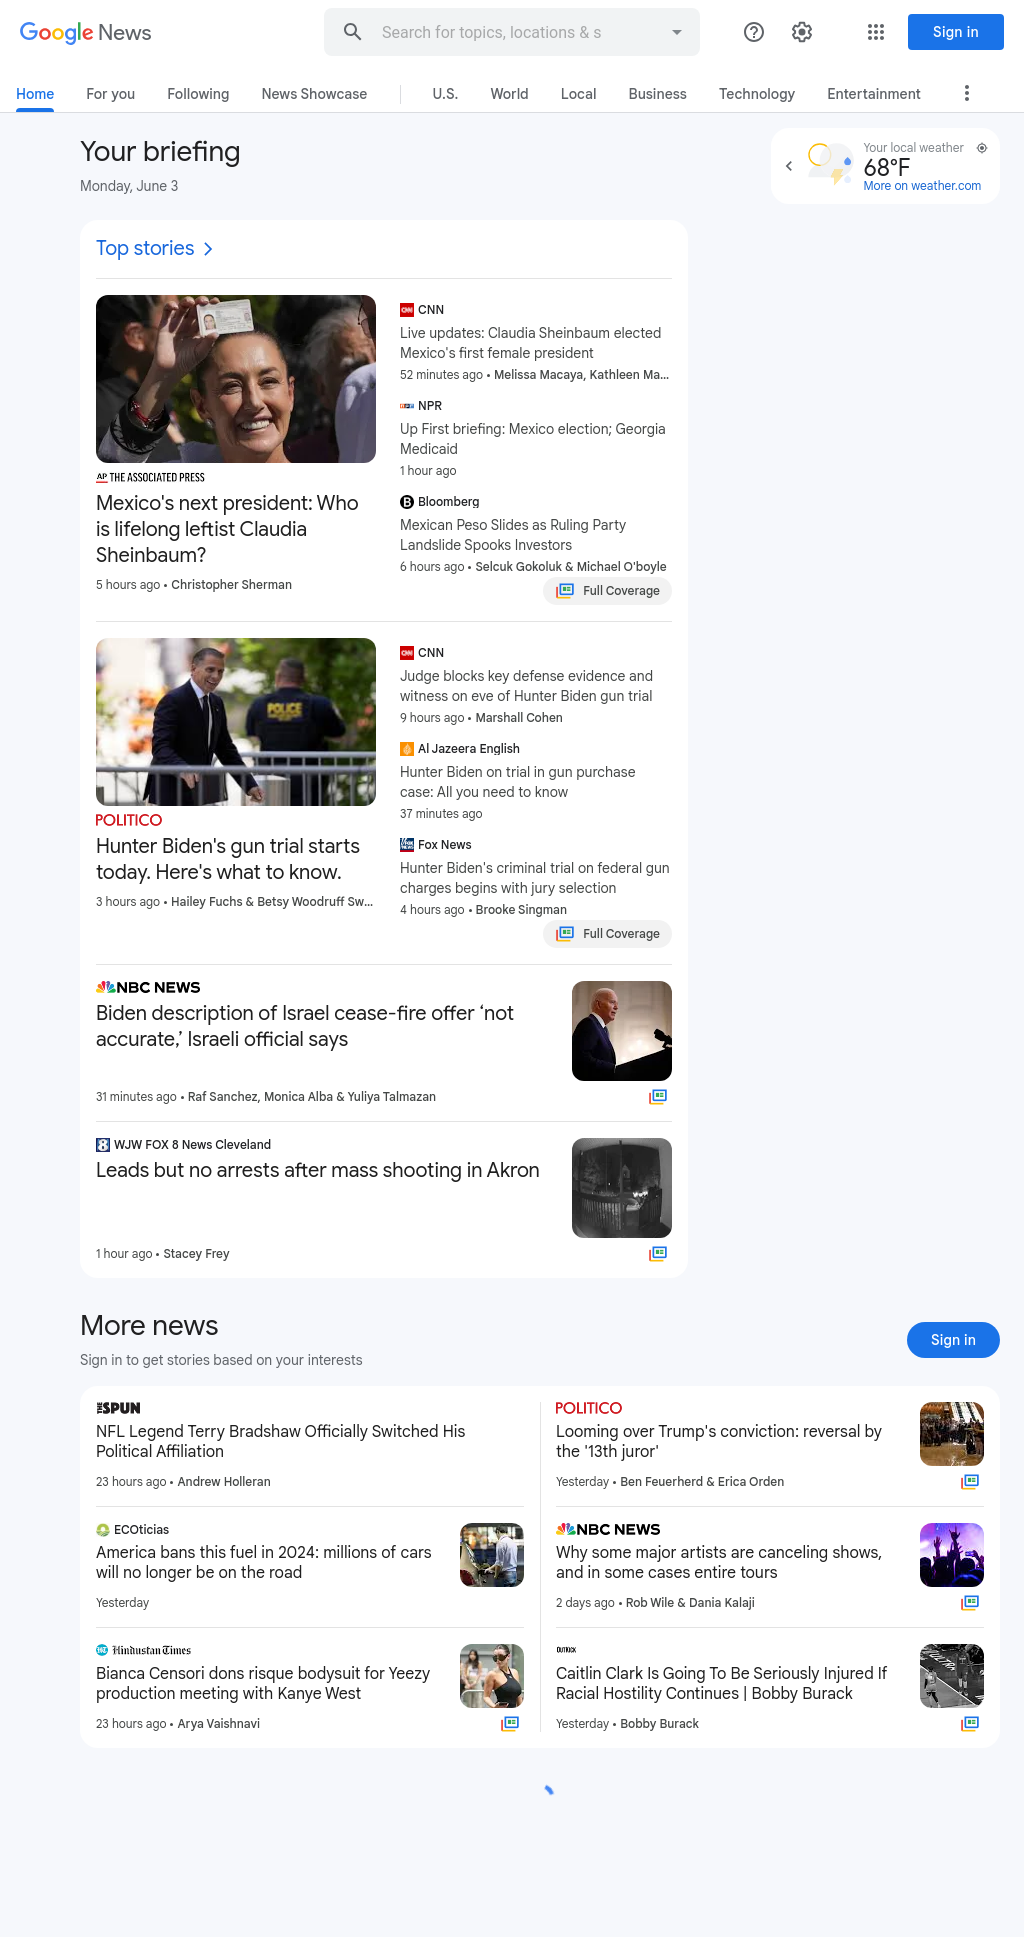 Google News
Search for topics, locations & s
Sign in
Home
For you
Following
News Showcase
U.S.
World
Local
Business
Technology
Entertainment
Your briefing
Monday, June 3
Your local weather
68°F
More on weather.com
Top stories
AP THE ASSOCIATED PRESS
Mexico's next president: Who
is lifelong leftist Claudia
Sheinbaum?
5 hours ago • Christopher Sherman
CNN
Live updates: Claudia Sheinbaum elected
Mexico's first female president
52 minutes ago • Melissa Macaya, Kathleen Ma...
NPR
Up First briefing: Mexico election; Georgia
Medicaid
1 hour ago
B Bloomberg
Mexican Peso Slides as Ruling Party
Landslide Spooks Investors
6 hours ago • Selcuk Gokoluk & Michael O'boyle
Full Coverage
POLICE
POLITICO
Hunter Biden's gun trial starts
today. Here's what to know.
3 hours ago • Hailey Fuchs & Betsy Woodruff Sw...
CNN
Judge blocks key defense evidence and
witness on eve of Hunter Biden gun trial
9 hours ago • Marshall Cohen
Al Jazeera English
Hunter Biden on trial in gun purchase
case: All you need to know
37 minutes ago
Fox News
Hunter Biden's criminal trial on federal gun
charges begins with jury selection
4 hours ago • Brooke Singman
Full Coverage
NBC NEWS
Biden description of Israel cease-fire offer ‘not
accurate,’ Israeli official says
31 minutes ago • Raf Sanchez, Monica Alba & Yuliya Talmazan
8 WJW FOX 8 News Cleveland
Leads but no arrests after mass shooting in Akron
1 hour ago • Stacey Frey
More news
Sign in to get stories based on your interests
Sign in
THE SPUN
NFL Legend Terry Bradshaw Officially Switched His
Political Affiliation
23 hours ago • Andrew Holleran
ECOticias
America bans this fuel in 2024: millions of cars
will no longer be on the road
Yesterday
HT Hindustan Times
Bianca Censori dons risque bodysuit for Yeezy
production meeting with Kanye West
23 hours ago • Arya Vaishnavi
POLITICO
Looming over Trump's conviction: reversal by
the '13th juror'
Yesterday • Ben Feuerherd & Erica Orden
NBC NEWS
Why some major artists are canceling shows,
and in some cases entire tours
2 days ago • Rob Wile & Dania Kalaji
OUTKICK
Caitlin Clark Is Going To Be Seriously Injured If
Racial Hostility Continues | Bobby Burack
Yesterday • Bobby Burack